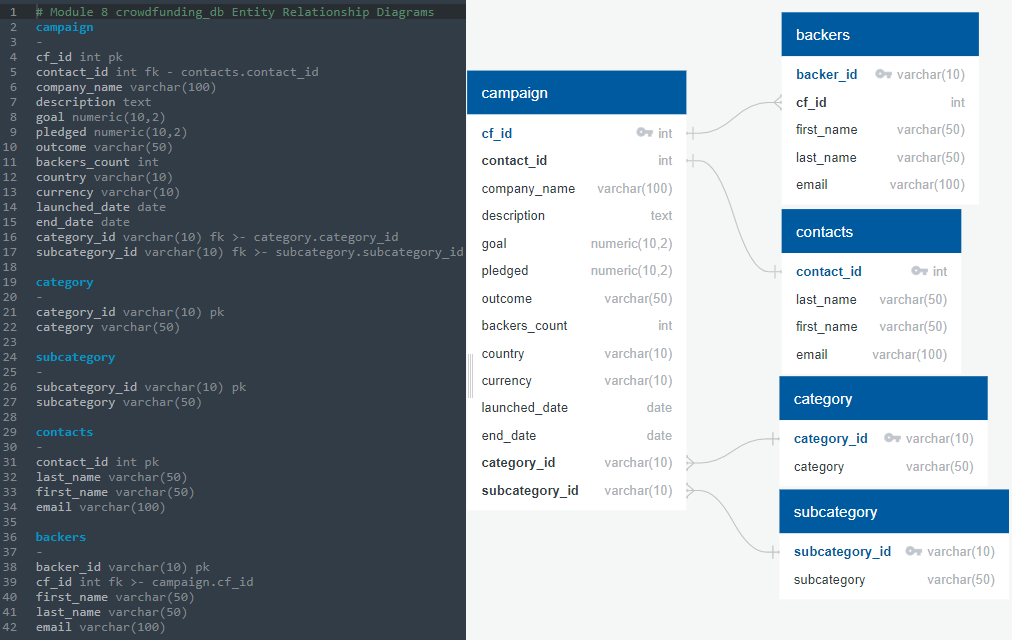 1 # Module 8 crowdfunding_db Entity Relationship Diagrams
2 campaign
3 -
4 cf_id int pk
5 contact_id int fk - contacts.contact_id
6 company_name varchar(100)
7 description text
8 goal numeric(10,2)
9 pledged numeric(10,2)
10 outcome varchar(50)
11 backers_count int
12 country varchar(10)
13 currency varchar(10)
14 launched_date date
15 end_date date
16 category_id varchar(10) fk >- category.category_id
17 subcategory_id varchar(10) fk >- subcategory.subcategory_id
18
19 category
20 -
21 category_id varchar(10) pk
22 category varchar(50)
23
24 subcategory
25 -
26 subcategory_id varchar(10) pk
27 subcategory varchar(50)
28
29 contacts
30 -
31 contact_id int pk
32 last_name varchar(50)
33 first_name varchar(50)
34 email varchar(100)
35
36 backers
37 -
38 backer_id varchar(10) pk
39 cf_id int fk >- campaign.cf_id
40 first_name varchar(50)
41 last_name varchar(50)
42 email varchar(100)
campaign
cf_id int
contact_id int
company_name varchar(100)
description text
goal numeric(10,2)
pledged numeric(10,2)
outcome varchar(50)
backers_count int
country varchar(10)
currency varchar(10)
launched_date date
end_date date
category_id varchar(10)
subcategory_id varchar(10)
backers
backer_id varchar(10)
cf_id int
first_name varchar(50)
last_name varchar(50)
email varchar(100)
contacts
contact_id int
last_name varchar(50)
first_name varchar(50)
email varchar(100)
category
category_id varchar(10)
category varchar(50)
subcategory
subcategory_id varchar(10)
subcategory varchar(50)